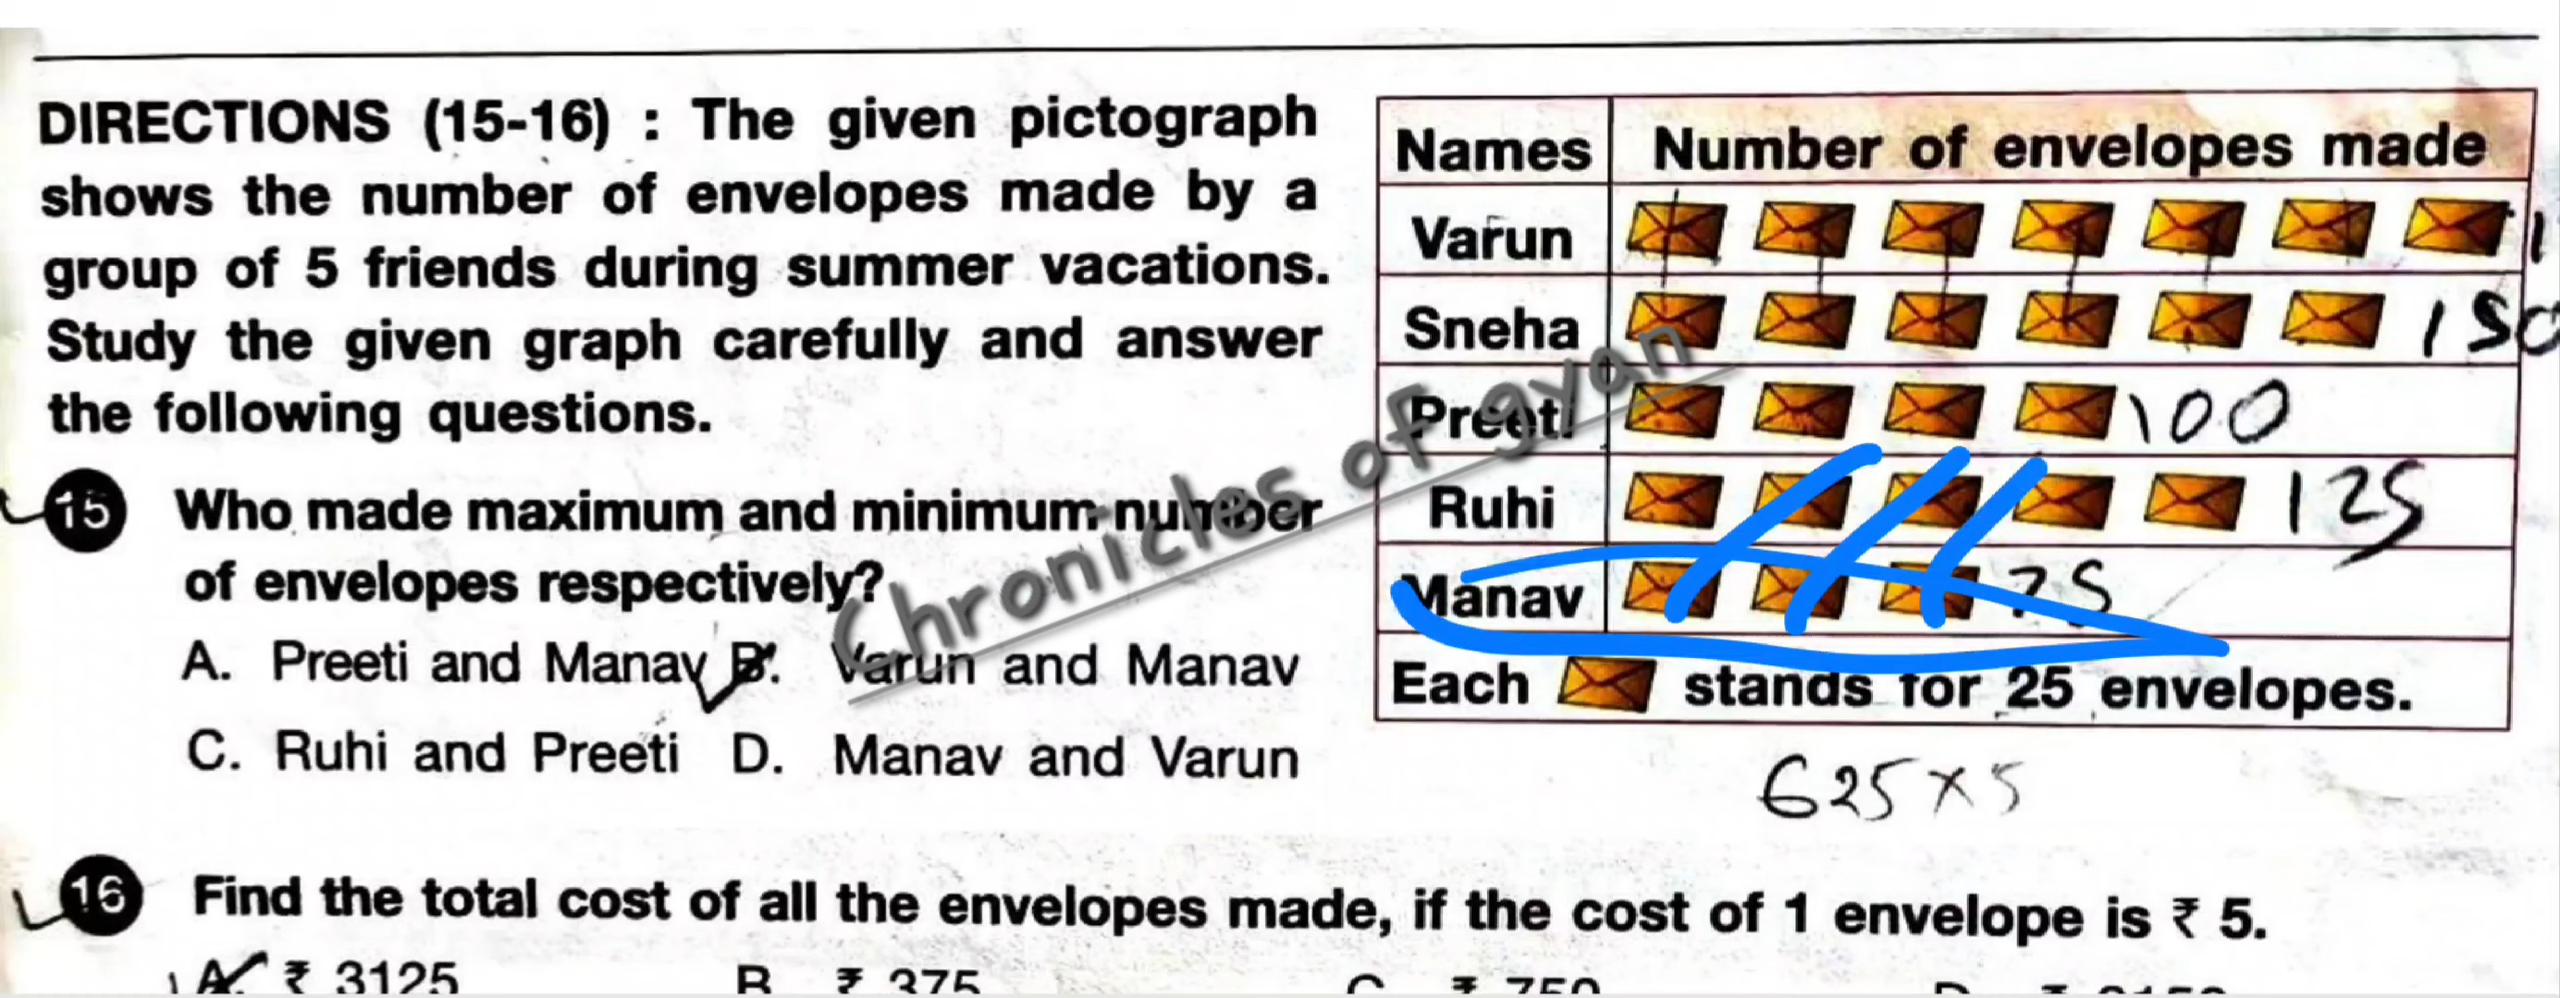 DIRECTIONS (15-16) : The given pictograph
shows the number of envelopes made by a
group of 5 friends during summer vacations.
Study the given graph carefully and answer
the following questions.
15 Who made maximum and minimum number
of envelopes respectively?
A. Preeti and Manav B. Varun and Manav
C. Ruhi and Preeti D. Manav and Varun
Names Number of envelopes made
Varun
Sneha 150
Preeti 100
Ruhi 125
Manav 75
Each stands for 25 envelopes.
625 x 5
Chronicles of gyan
16 Find the total cost of all the envelopes made, if the cost of 1 envelope is ₹ 5.
A. ₹ 3125 B ₹ 375 C ₹ 750 D